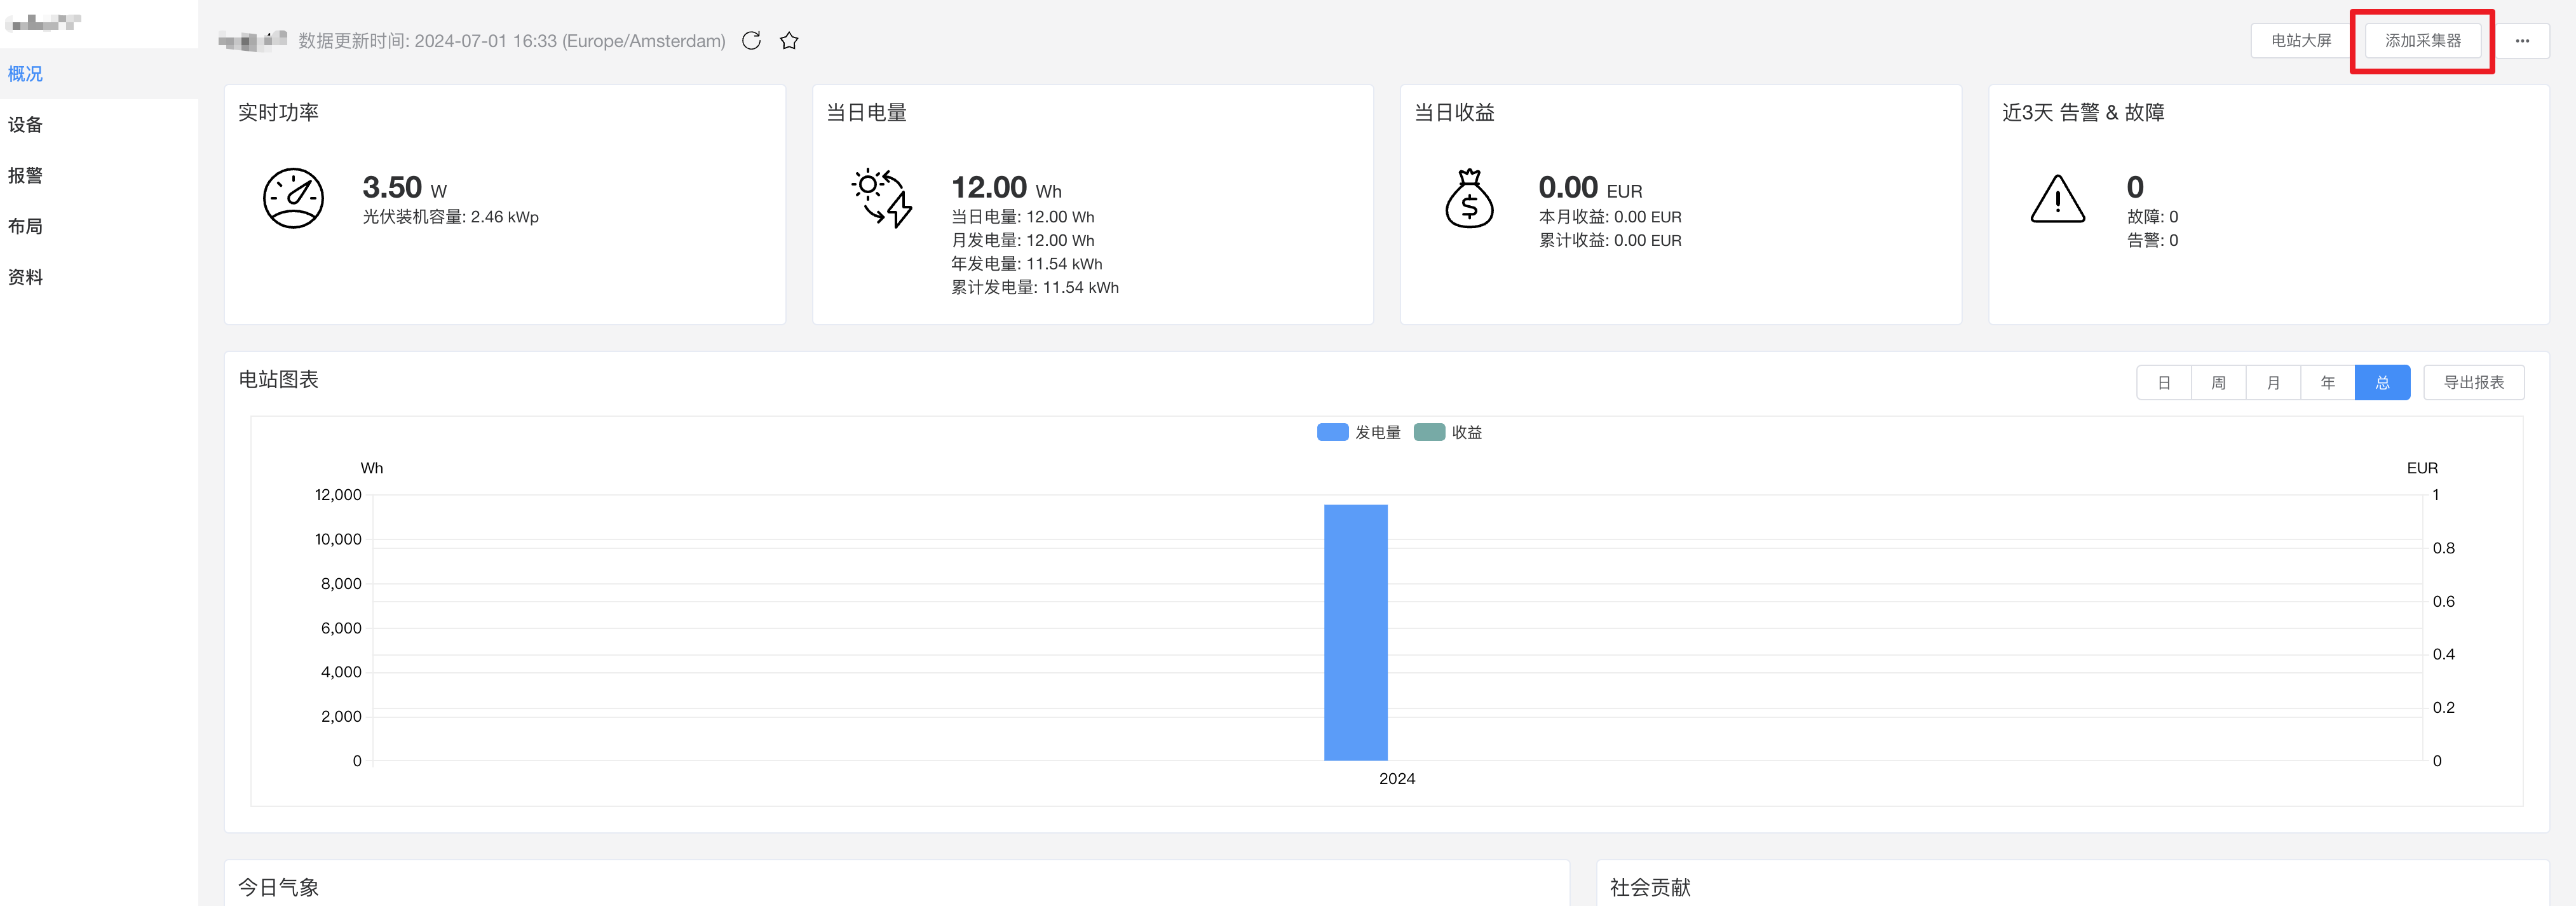 数据更新时间: 2024-07-01 16:33 (Europe/Amsterdam)
电站大屏
添加采集器
...
概况
设备
报警
布局
资料
实时功率
3.50 W
光伏装机容量: 2.46 kWp
当日电量
12.00 Wh
当日电量: 12.00 Wh
月发电量: 12.00 Wh
年发电量: 11.54 kWh
累计发电量: 11.54 kWh
当日收益
$
0.00 EUR
本月收益: 0.00 EUR
累计收益: 0.00 EUR
近3天 告警 & 故障
0
故障: 0
告警: 0
电站图表
日 周 月 年 总
导出报表
发电量 收益
Wh
EUR
12,000
10,000
8,000
6,000
4,000
2,000
0
1
0.8
0.6
0.4
0.2
0
2024
今日气象
社会贡献